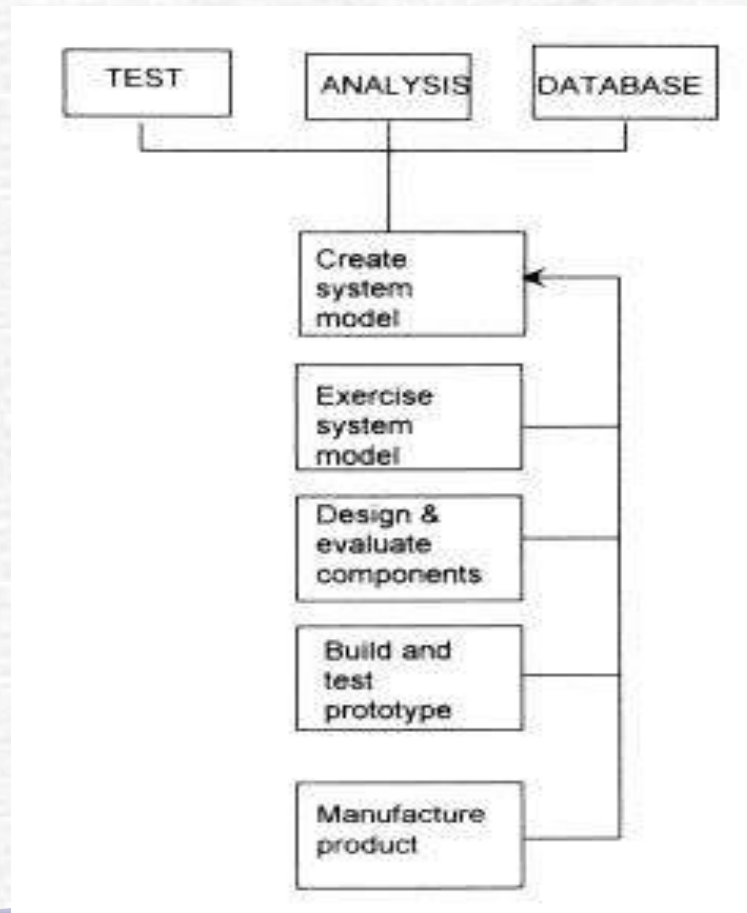 TEST
ANALYSIS
DATABASE
Create
system
model
Exercise
system
model
Design &
evaluate
components
Build and
test
prototype
Manufacture
product